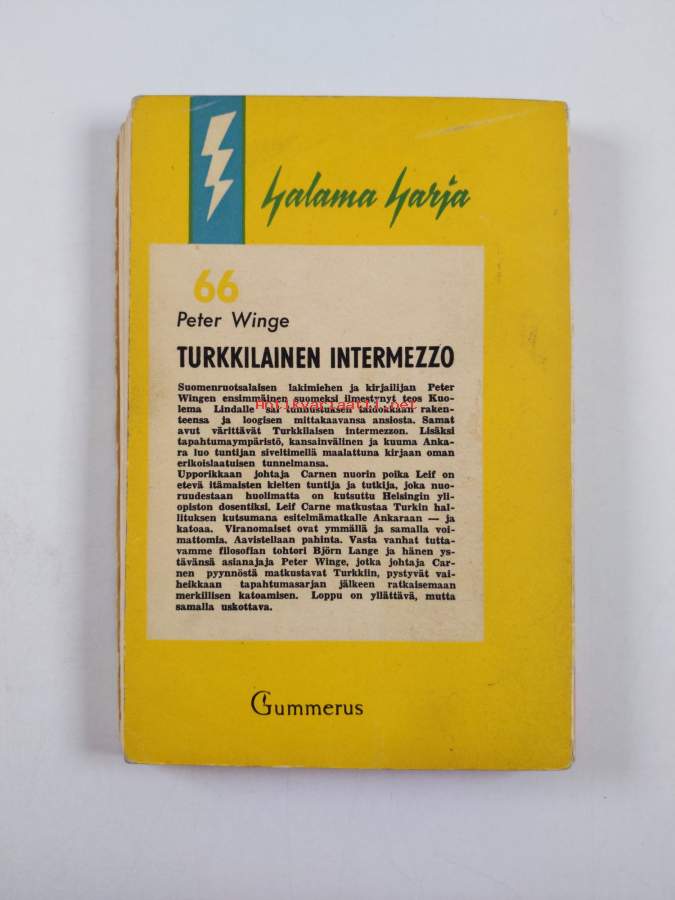 Salama Sarja
66
Peter Winge
TURKKILAINEN INTERMEZZO
Suomenruotsalaisen lakimiehen ja kirjailijan Peter
Wingen ensimmäinen suomeksi ilmestynyt teos Kuo-
lema Lindalle sai tunnustuksen taidokkaan raken-
Antikvariaatti.net
teensa ja loogisen mittakaavansa ansiosta. Samat
avut värittävät Turkkilaisen intermezzon. Lisäksi
tapahtumaympäristö, kansainvälinen ja kuuma Anka-
ra luo tuntijan siveltimellä maalattuna kirjaan oman
erikoislaatuisen tunnelmansa.
Upporikkaan johtaja Carnen nuorin poika Leif on
etevä itämaisten kielten tuntija ja tutkija, joka nuo-
ruudestaan huolimatta on kutsuttu Helsingin yli-
opiston dosentiksi. Leif Carne matkustaa Turkin hal-
lituksen kutsumana esitelmämatkalle Ankaraan — ja
katoaa. Viranomaiset ovat ymmällä ja samalla voi-
mattomia. Aavistellaan pahinta. Vasta vanhat tutta-
vamme filosofian tohtori Björn Lange ja hänen ys-
tävänsä asianajaja Peter Winge, jotka johtaja Car-
nen pyynnöstä matkustavat Turkkiin, pystyvät vai-
heikkaan tapahtumasarjan jälkeen ratkaisemaan
merkillisen katoamisen. Loppu on yllättävä, mutta
samalla uskottava.
Gummerus